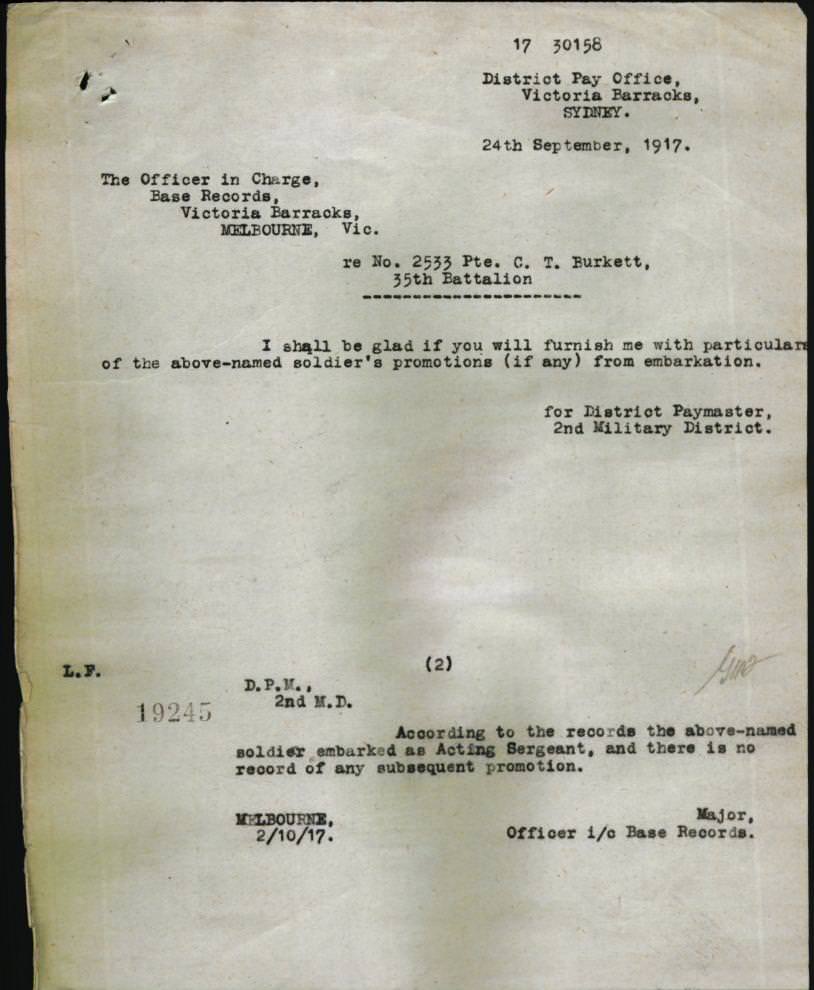 17 30158
District Pay Office,
Victoria Barracks,
SYDNEY.
24th September, 1917.
The Officer in Charge,
Base Records,
Victoria Barracks,
MELBOURNE, Vic.
re No. 2533 Pte. C. T. Burkett,
35th Battalion
-----------------------
I shall be glad if you will furnish me with particulars
of the above-named soldier's promotions (if any) from embarkation.
for District Paymaster,
2nd Military District.
L.F.
(2)
D.P.M.,
2nd M.D.
19245
According to the records the above-named
soldier embarked as Acting Sergeant, and there is no
record of any subsequent promotion.
MELBOURNE,
2/10/17.
Major,
Officer i/c Base Records.